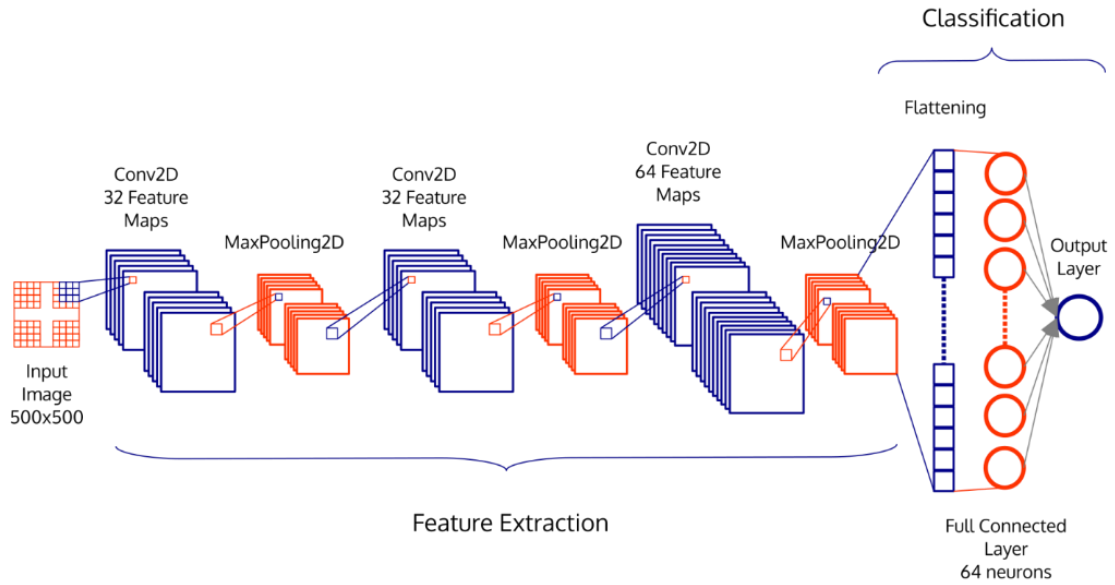 Classification
Flattening
Conv2D
32 Feature
Maps
MaxPooling2D
Conv2D
32 Feature
Maps
MaxPooling2D
Conv2D
64 Feature
Maps
MaxPooling2D
Output
Layer
Input
Image
500x500
Feature Extraction
Full Connected
Layer
64 neurons